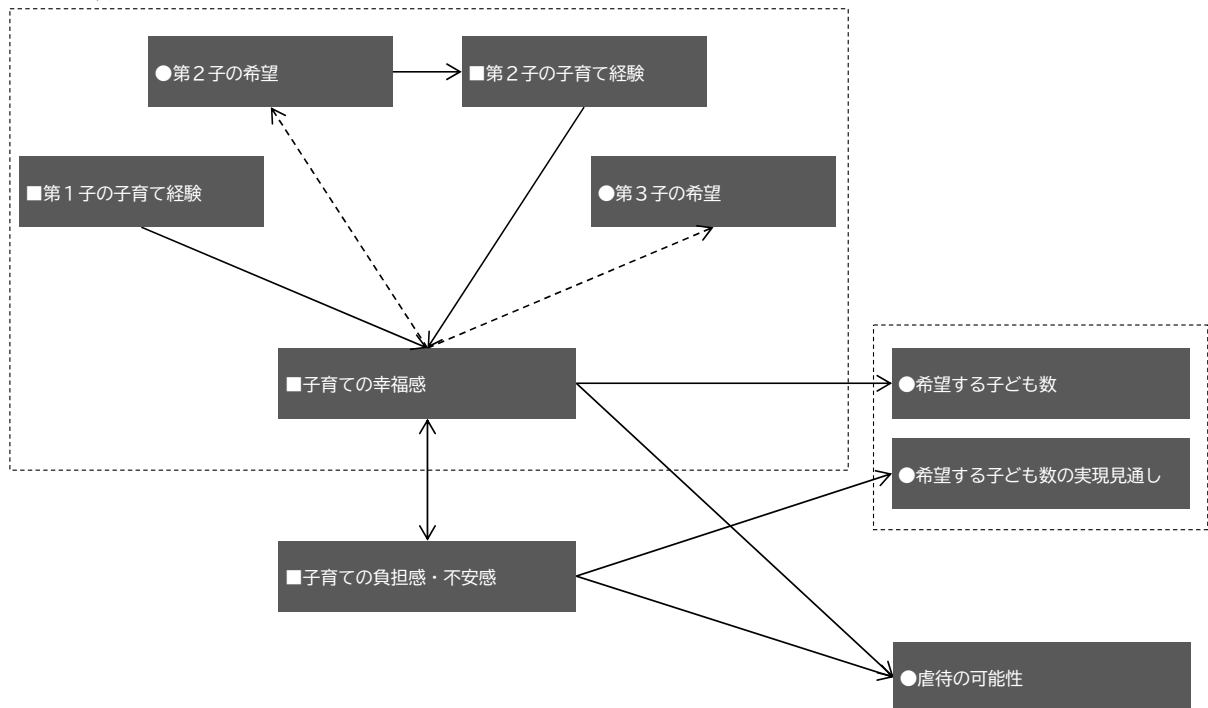 ●第２子の希望
■第２子の子育て経験
■第１子の子育て経験
●第３子の希望
■子育ての幸福感
●希望する子ども数
●希望する子ども数の実現見通し
■子育ての負担感・不安感
●虐待の可能性